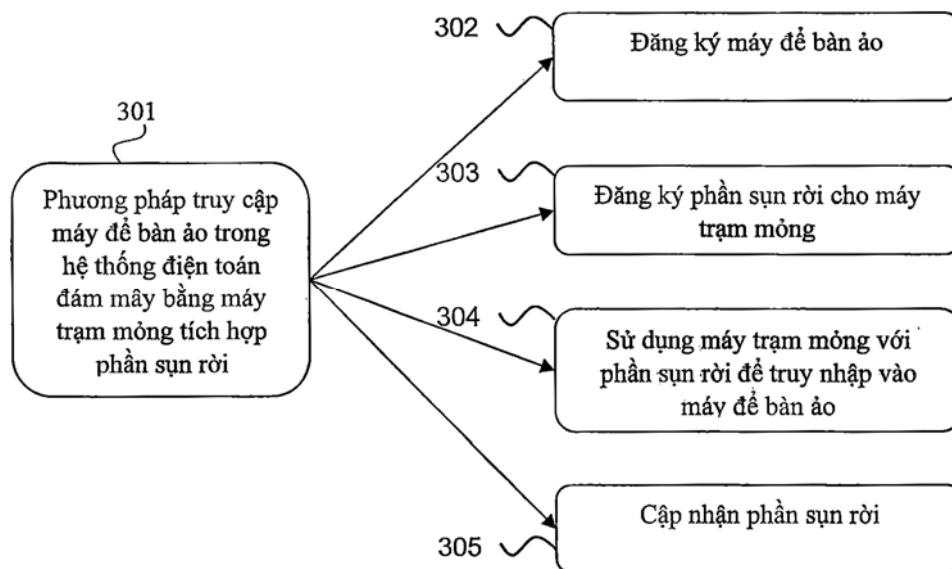 301
Phương pháp truy cập
máy để bàn ảo trong
hệ thống điện toán
đám mây bằng máy
trạm mỏng tích hợp
phần sụn rời
302
Đăng ký máy để bàn ảo
303
Đăng ký phần sụn rời cho máy
trạm mỏng
304
Sử dụng máy trạm mỏng với
phần sụn rời để truy nhập vào
máy để bàn ảo
305
Cập nhận phần sụn rời